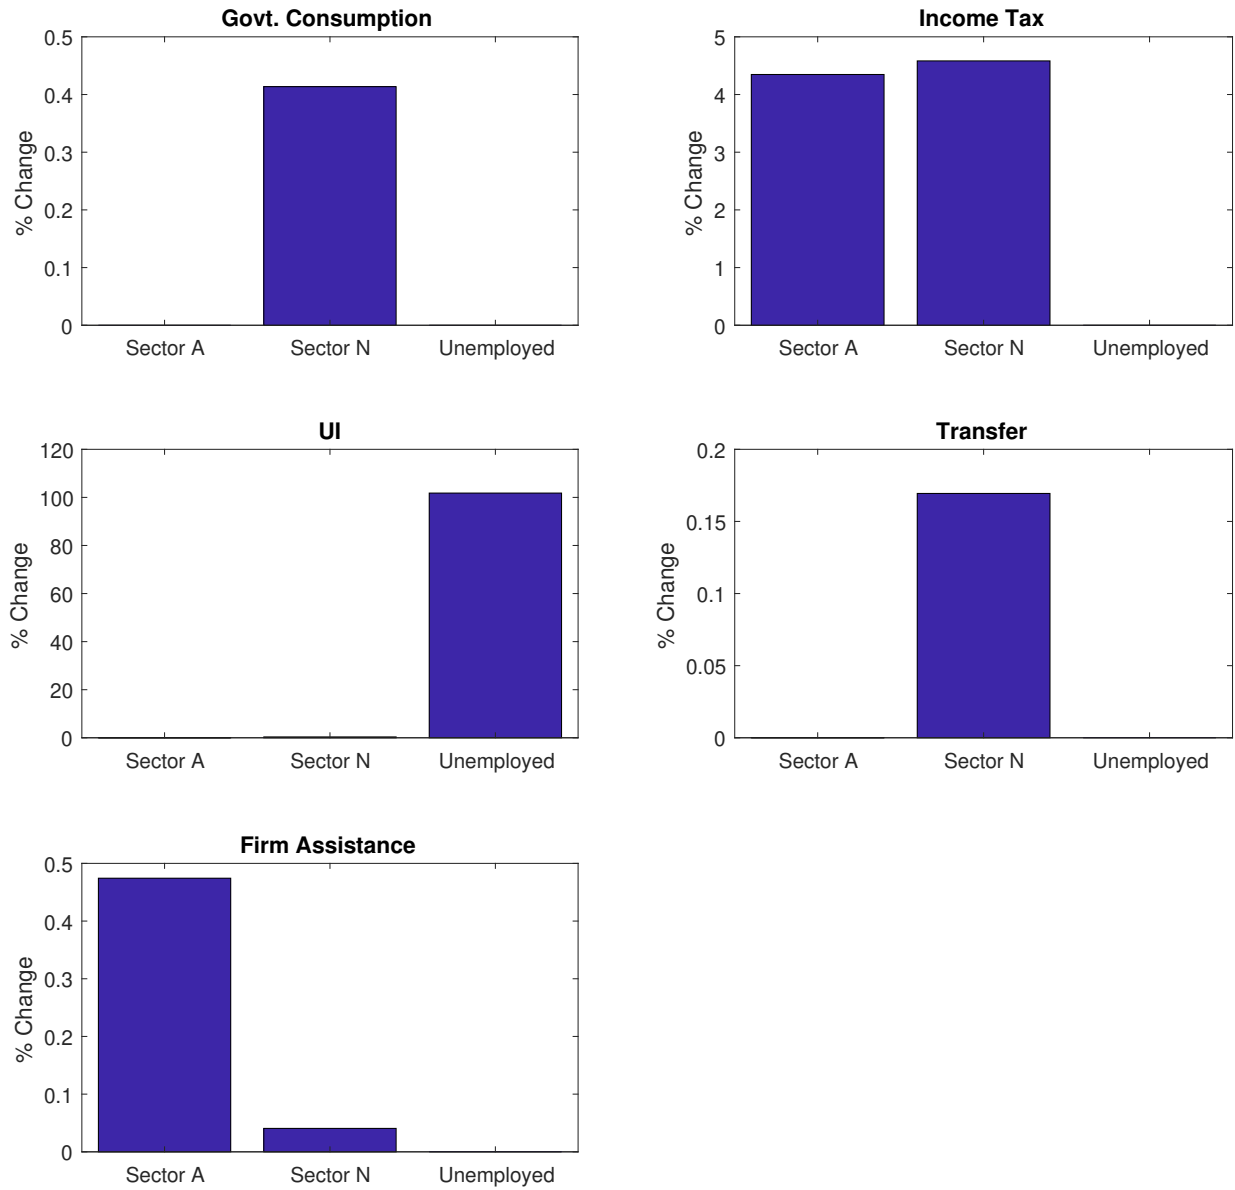 Govt. Consumption
0.5
0.4
0.3
0.2
0.1
0
% Change
Sector A Sector N Unemployed
Income Tax
5
4
3
2
1
0
% Change
Sector A Sector N Unemployed
UI
120
100
80
60
40
20
0
% Change
Sector A Sector N Unemployed
Transfer
0.2
0.15
0.1
0.05
0
% Change
Sector A Sector N Unemployed
Firm Assistance
0.5
0.4
0.3
0.2
0.1
0
% Change
Sector A Sector N Unemployed